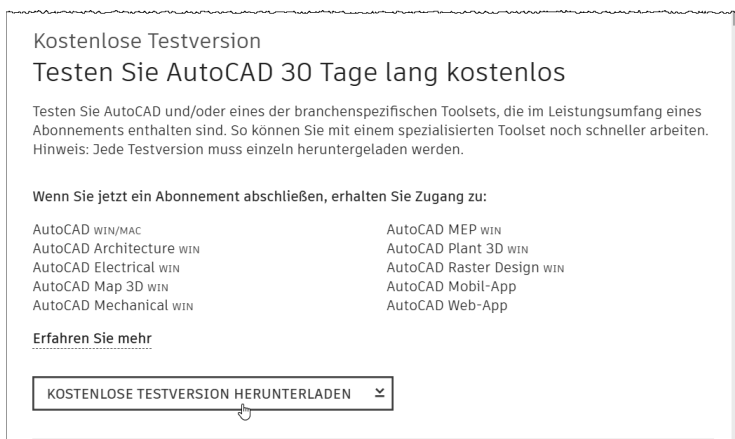 Kostenlose Testversion
Testen Sie AutoCAD 30 Tage lang kostenlos
Testen Sie AutoCAD und/oder eines der branchenspezifischen Toolsets, die im Leistungsumfang eines
Abonnements enthalten sind. So können Sie mit einem spezialisierten Toolset noch schneller arbeiten.
Hinweis: Jede Testversion muss einzeln heruntergeladen werden.
Wenn Sie jetzt ein Abonnement abschließen, erhalten Sie Zugang zu:
AutoCAD WIN/MAC
AutoCAD Architecture WIN
AutoCAD Electrical WIN
AutoCAD Map 3D WIN
AutoCAD Mechanical WIN
AutoCAD MEP WIN
AutoCAD Plant 3D WIN
AutoCAD Raster Design WIN
AutoCAD Mobil-App
AutoCAD Web-App
Erfahren Sie mehr
KOSTENLOSE TESTVERSION HERUNTERLADEN